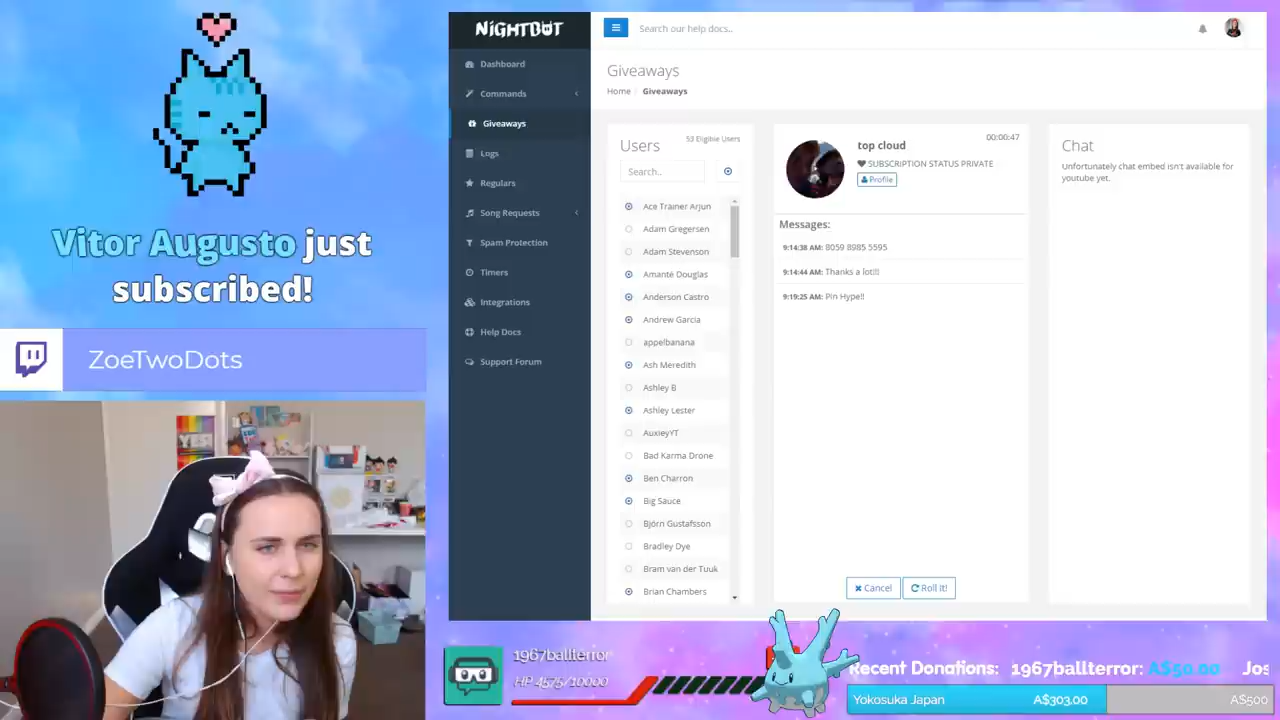 Vitor Augusto just
subscribed!
ZoeTwoDots
NiGHTBOT
Dashboard
Commands
Giveaways
Logs
Regulars
Song Requests
Spam Protection
Timers
Integrations
Help Docs
Support Forum
Search our help docs..
Giveaways
Home / Giveaways
Users
53 Eligible Users
Search..
Ace Trainer Arjun
Adam Gregersen
Adam Stevenson
Amanté Douglas
Anderson Castro
Andrew Garcia
appelbanana
Ash Meredith
Ashley B
Ashley Lester
AuxieyYT
Bad Karma Drone
Ben Charron
Big Sauce
Björn Gustafsson
Bradley Dye
Bram van der Tuuk
Brian Chambers
00:00:47
top cloud
SUBSCRIPTION STATUS PRIVATE
Profile
Messages:
9:14:38 AM: 8059 8985 5595
9:14:44 AM: Thanks a lot!!!
9:19:25 AM: Pin Hype!!
Cancel
Roll it!
Chat
Unfortunately chat embed isn't available for
youtube yet.
1967ballterror
HP 4575/10000
Recent Donations: 1967ballterror: A$50.00 Jos
Yokosuka Japan A$303.00 A$500